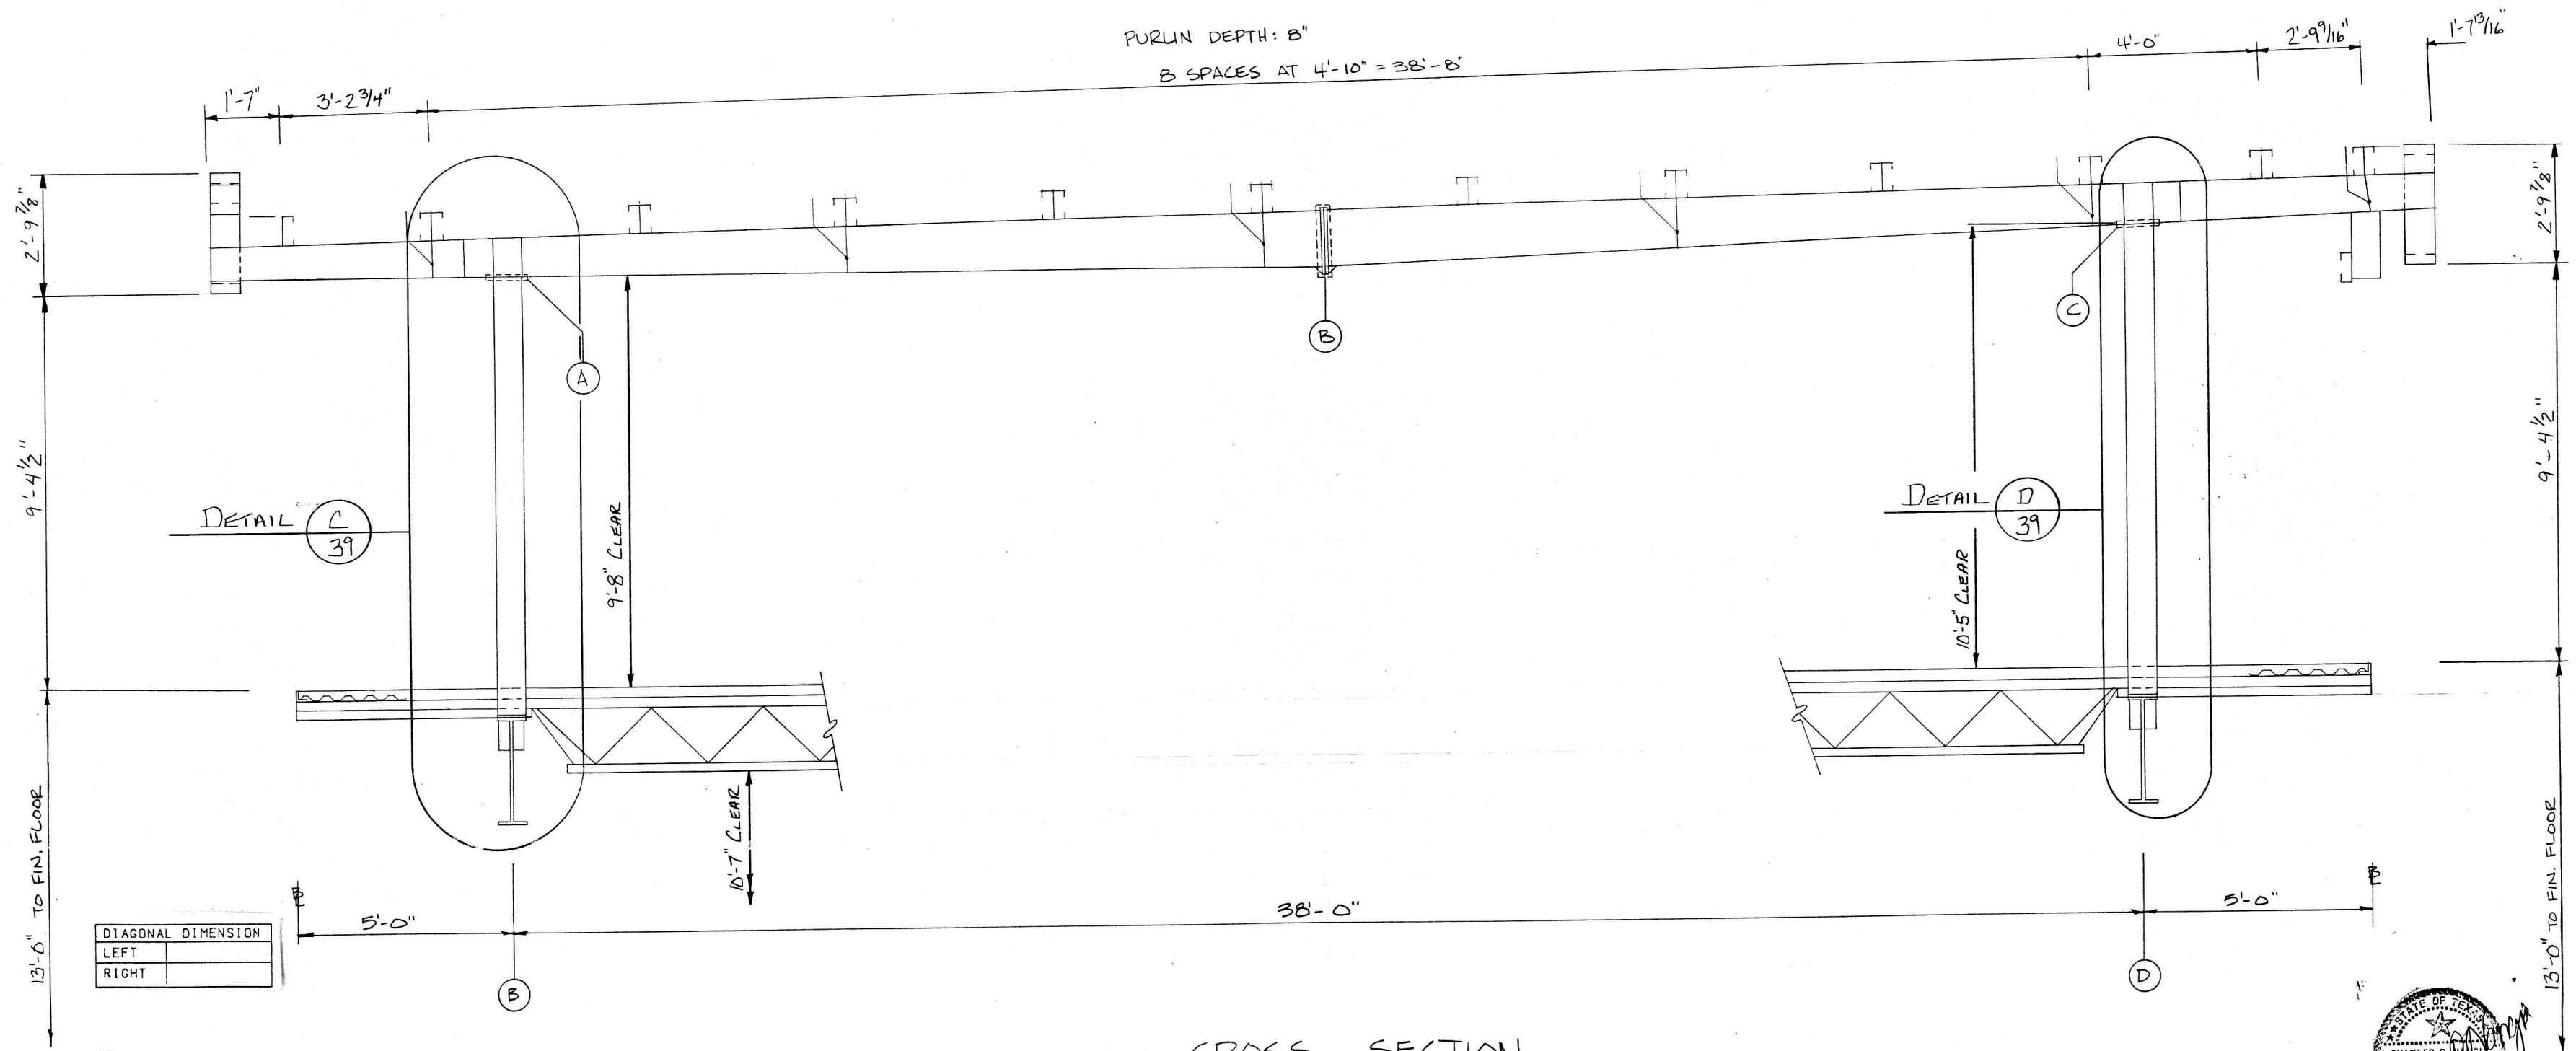 PURLIN DEPTH: 8"
8 SPACES AT 4'-10" = 38'-8"
1'-7"
3'-2 3/4"
4'-0"
2'-9 9/16"
1'-7 13/16"
2'-9 7/8"
2'-9 7/8"
A
B
C
9'-4 1/2"
9'-4 1/2"
DETAIL C
39
DETAIL D
39
9'-8" CLEAR
10'-5" CLEAR
10'-7" CLEAR
13'-0" TO FIN. FLOOR
13'-0" TO FIN. FLOOR
5'-0"
38'-0"
5'-0"
DIAGONAL DIMENSION
LEFT
RIGHT
B
D
CROSS SECTION
STATE OF TEXAS